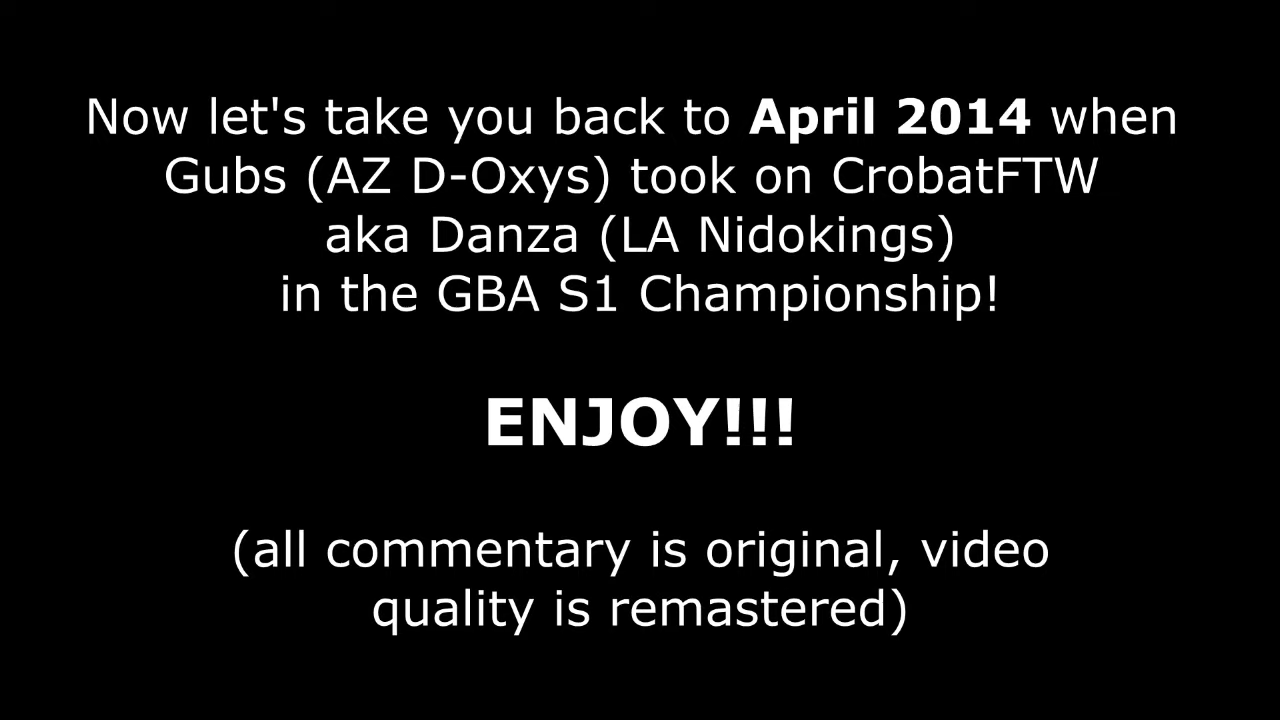 Now let's take you back to April 2014 when
Gubs (AZ D-Oxys) took on CrobatFTW
aka Danza (LA Nidokings)
in the GBA S1 Championship!
ENJOY!!!
(all commentary is original, video
quality is remastered)